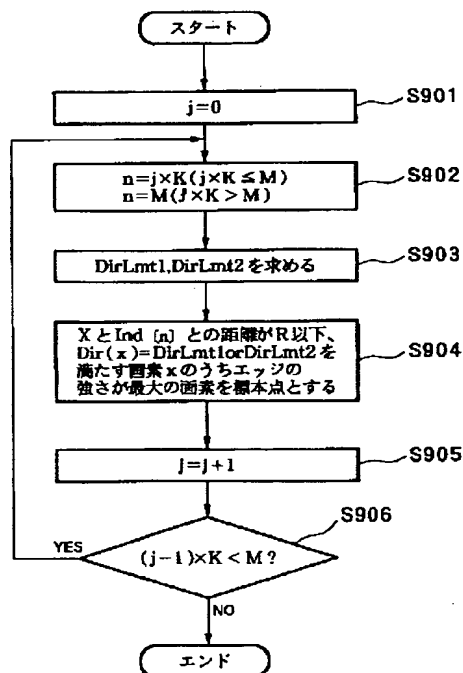 スタート
j=0
S901
n=j×K(j×K≦M)
n=M(j×K>M)
S902
DirLmt1,DirLmt2を求める
S903
XとInd〔n〕との距離がR以下、
Dir(x)=DirLmt1orDirLmt2を
満たす画素xのうちエッジの
強さが最大の画素を標本点とする
S904
j=j+1
S905
S906
(j-1)×K<M?
YES
NO
エンド